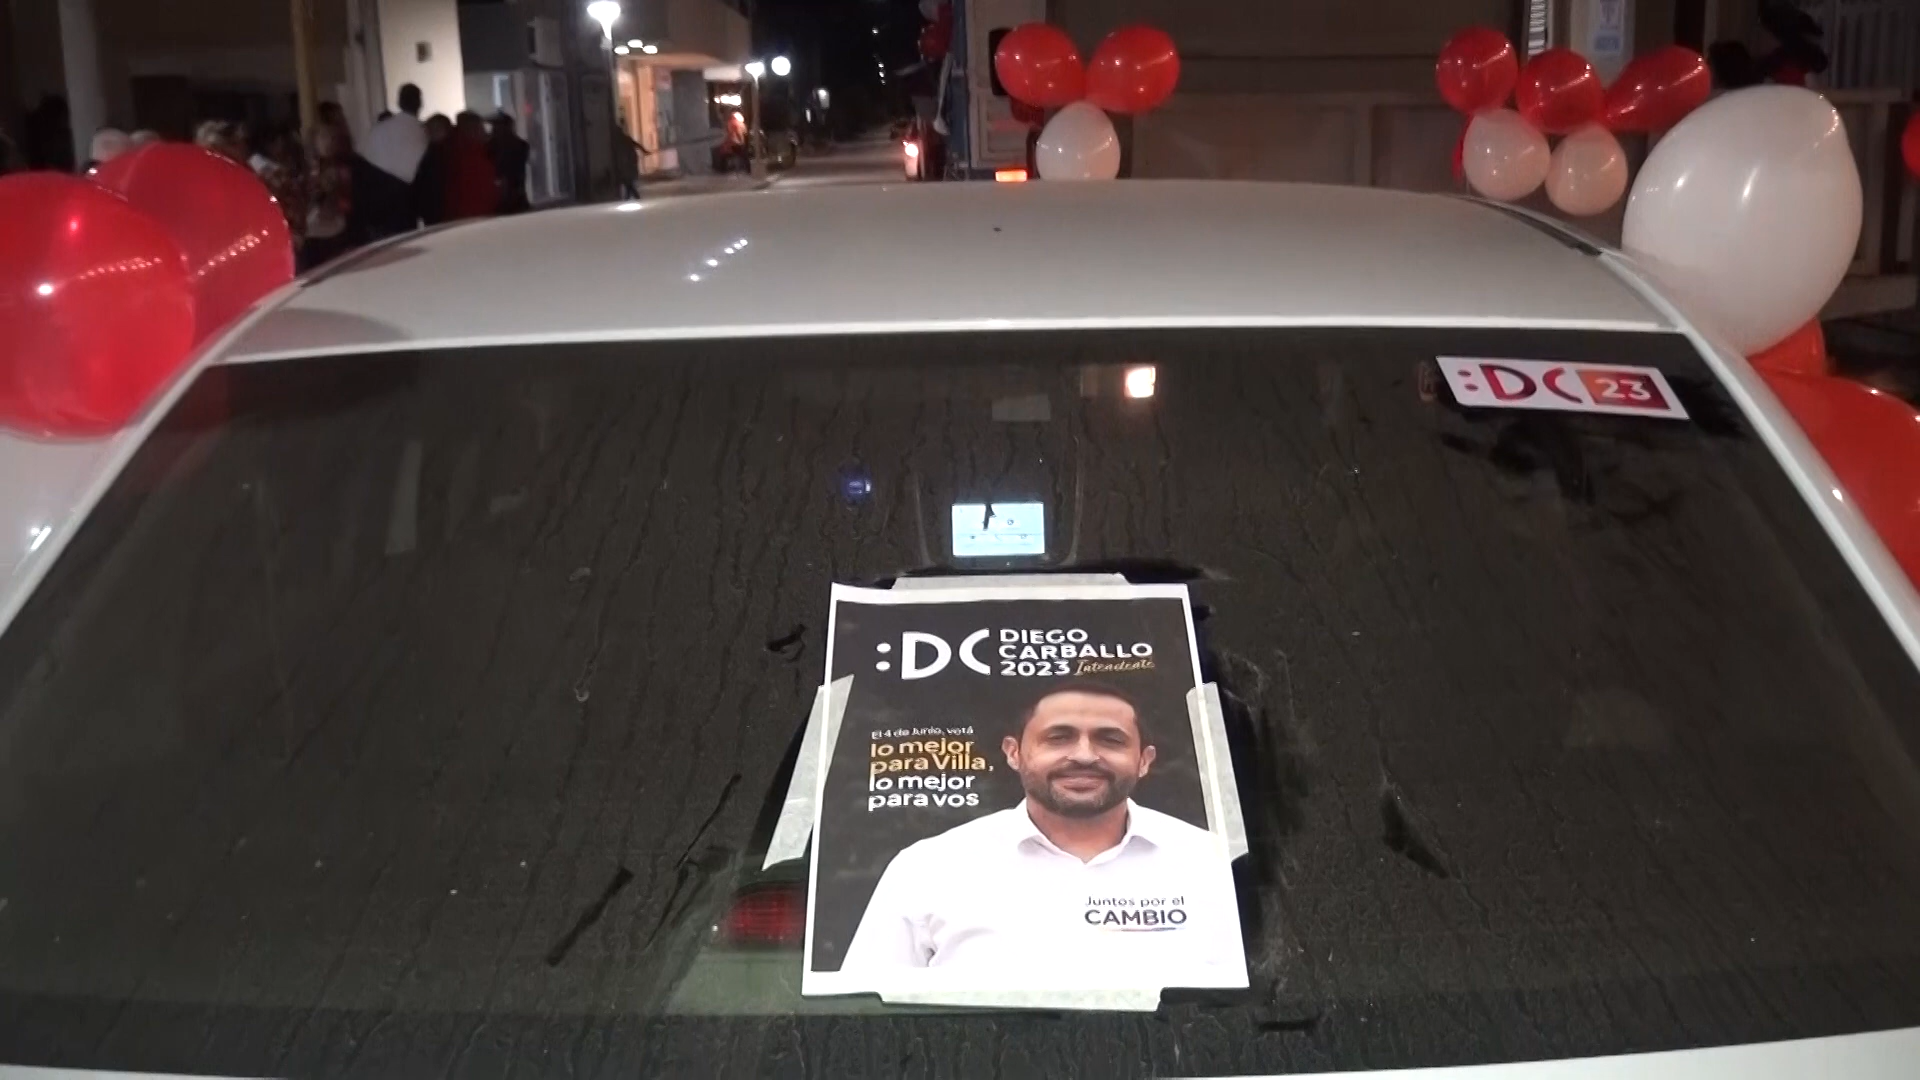 :DC 23
:DC
DIEGO
CARBALLO
2023 Intendente
El 4 de Junio, votá
lo mejor
para Villa,
lo mejor
para vos
Juntos por el
CAMBIO